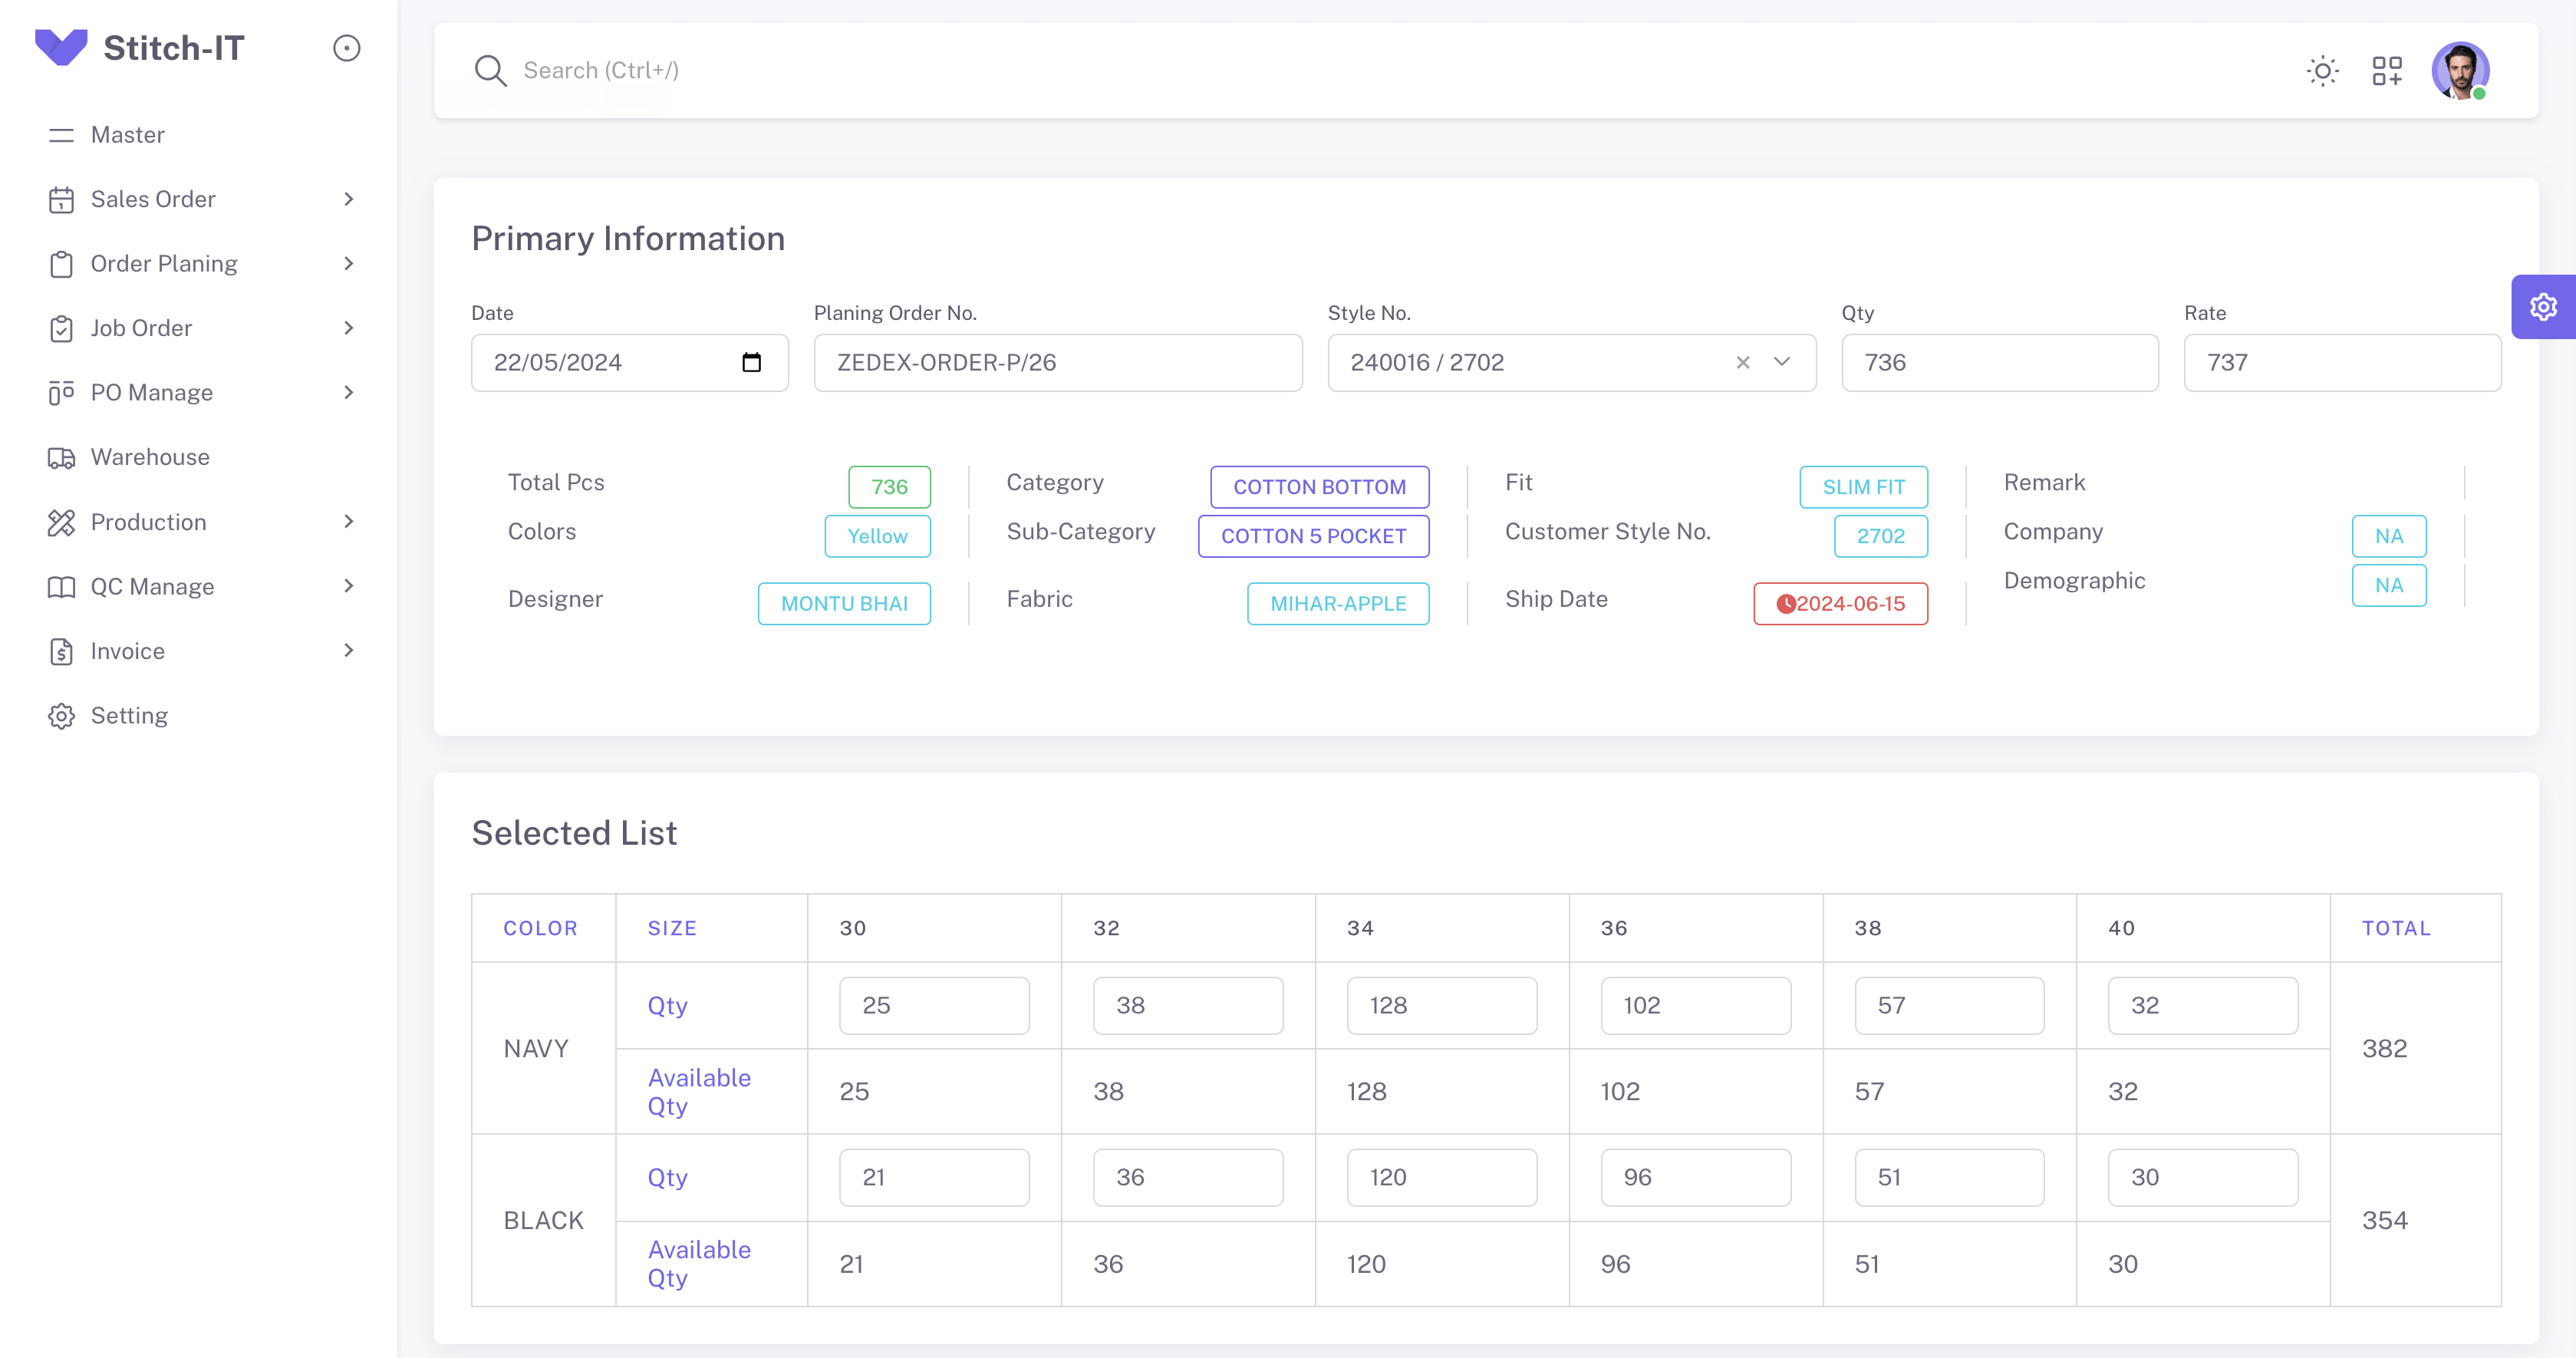 Stitch-IT
Search (Ctrl+/)
Master
Sales Order
Order Planing
Job Order
PO Manage
Warehouse
Production
QC Manage
Invoice
Setting
Primary Information
Date Planing Order No. Style No. Qty Rate
22/05/2024 ZEDEX-ORDER-P/26 240016 / 2702 736 737
Total Pcs 736 Category COTTON BOTTOM Fit SLIM FIT Remark
Colors Yellow Sub-Category COTTON 5 POCKET Customer Style No. 2702 Company NA
Demographic NA
Designer MONTU BHAI Fabric MIHAR-APPLE Ship Date 2024-06-15
Selected List
COLOR SIZE 30 32 34 36 38 40 TOTAL
NAVY Qty 25 38 128 102 57 32 382
Available Qty 25 38 128 102 57 32
BLACK Qty 21 36 120 96 51 30 354
Available Qty 21 36 120 96 51 30